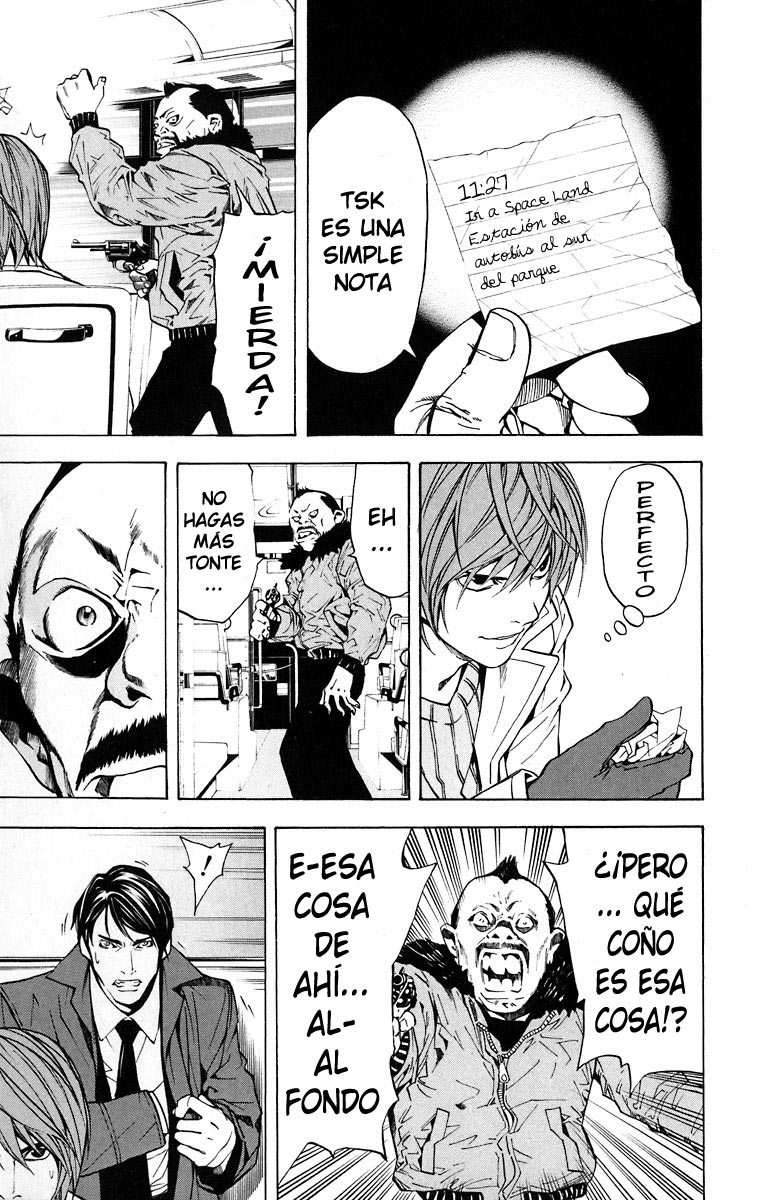 11:27
Ir a Space Land
Estación de
autobús al sur
del parque
TSK
ES UNA
SIMPLE
NOTA
¡MIERDA!
PERFECTO
EH
...
NO
HAGAS
MÁS
TONTE
...
¿¡PERO
... QUÉ
COÑO
ES ESA
COSA!?
E-ESA
COSA
DE
AHÍ...
AL-
AL
FONDO
!